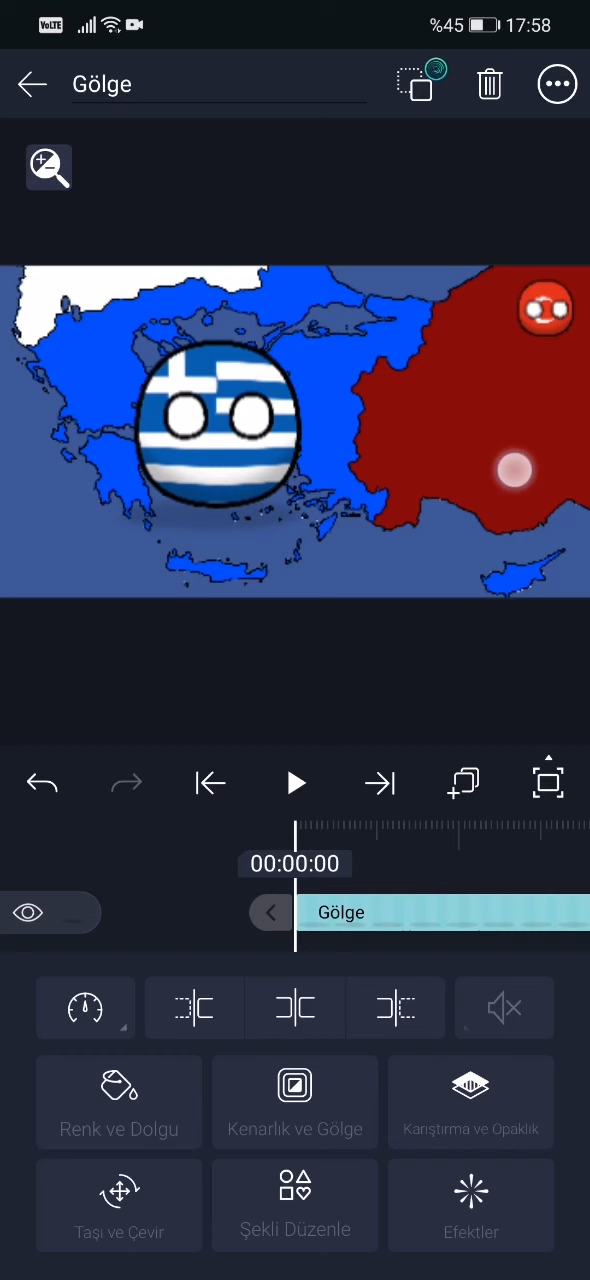 VoLTE %45 17:58
Gölge
00:00:00
Gölge
Renk ve Dolgu
Kenarlık ve Gölge
Karıştırma ve Opaklık
Taşı ve Çevir
Şekli Düzenle
Efektler